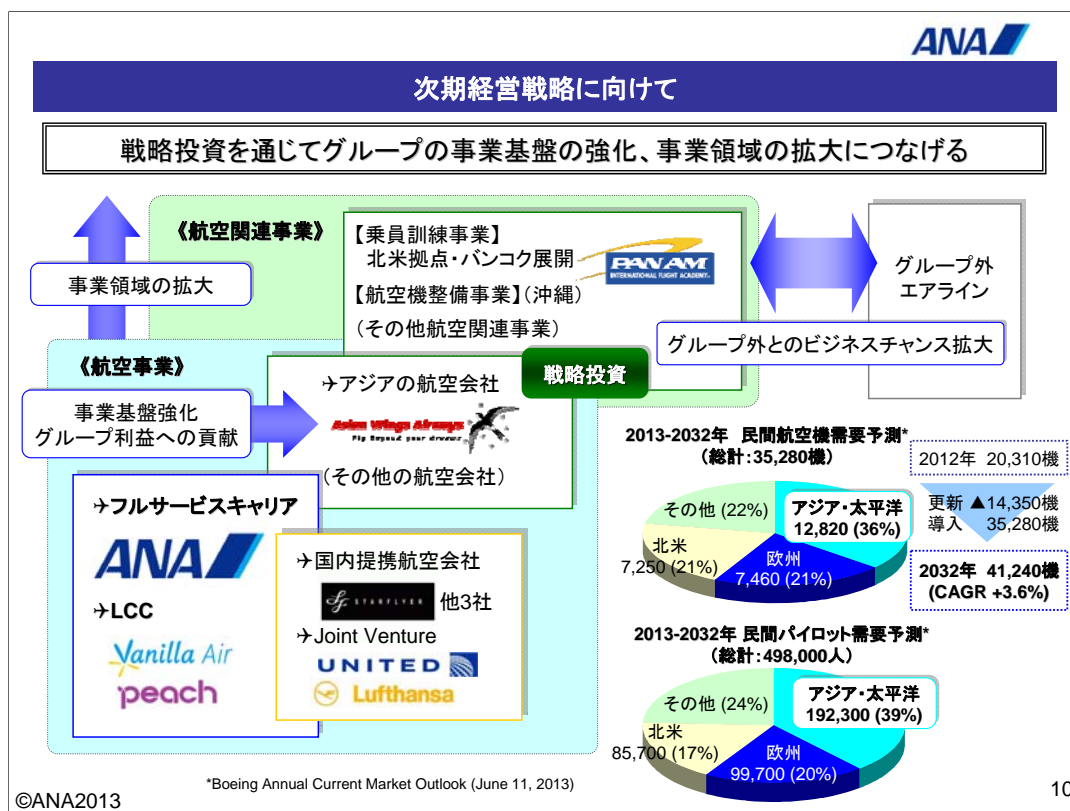 ANA
次期経営戦略に向けて
戦略投資を通じてグループの事業基盤の強化、事業領域の拡大につなげる
《航空関連事業》
事業領域の拡大
【乗員訓練事業】
北米拠点・バンコク展開
PAN AM
INTERNATIONAL FLIGHT ACADEMY
【航空機整備事業】(沖縄)
(その他航空関連事業)
グループ外
エアライン
グループ外とのビジネスチャンス拡大
戦略投資
《航空事業》
事業基盤強化
グループ利益への貢献
✈アジアの航空会社
Asian Wings Airways
Fly Beyond your dreams
(その他の航空会社)
✈フルサービスキャリア
ANA
✈LCC
Vanilla Air
peach
✈国内提携航空会社
STARFLYER 他3社
✈Joint Venture
UNITED
Lufthansa
2013-2032年 民間航空機需要予測*
(総計:35,280機)
その他 (22%)
アジア・太平洋
12,820 (36%)
北米
7,250 (21%)
欧州
7,460 (21%)
2012年 20,310機
更新 ▲14,350機
導入 35,280機
2032年 41,240機
(CAGR +3.6%)
2013-2032年 民間パイロット需要予測*
(総計:498,000人)
その他 (24%)
アジア・太平洋
192,300 (39%)
北米
85,700 (17%)
欧州
99,700 (20%)
*Boeing Annual Current Market Outlook (June 11, 2013)
©ANA2013
10